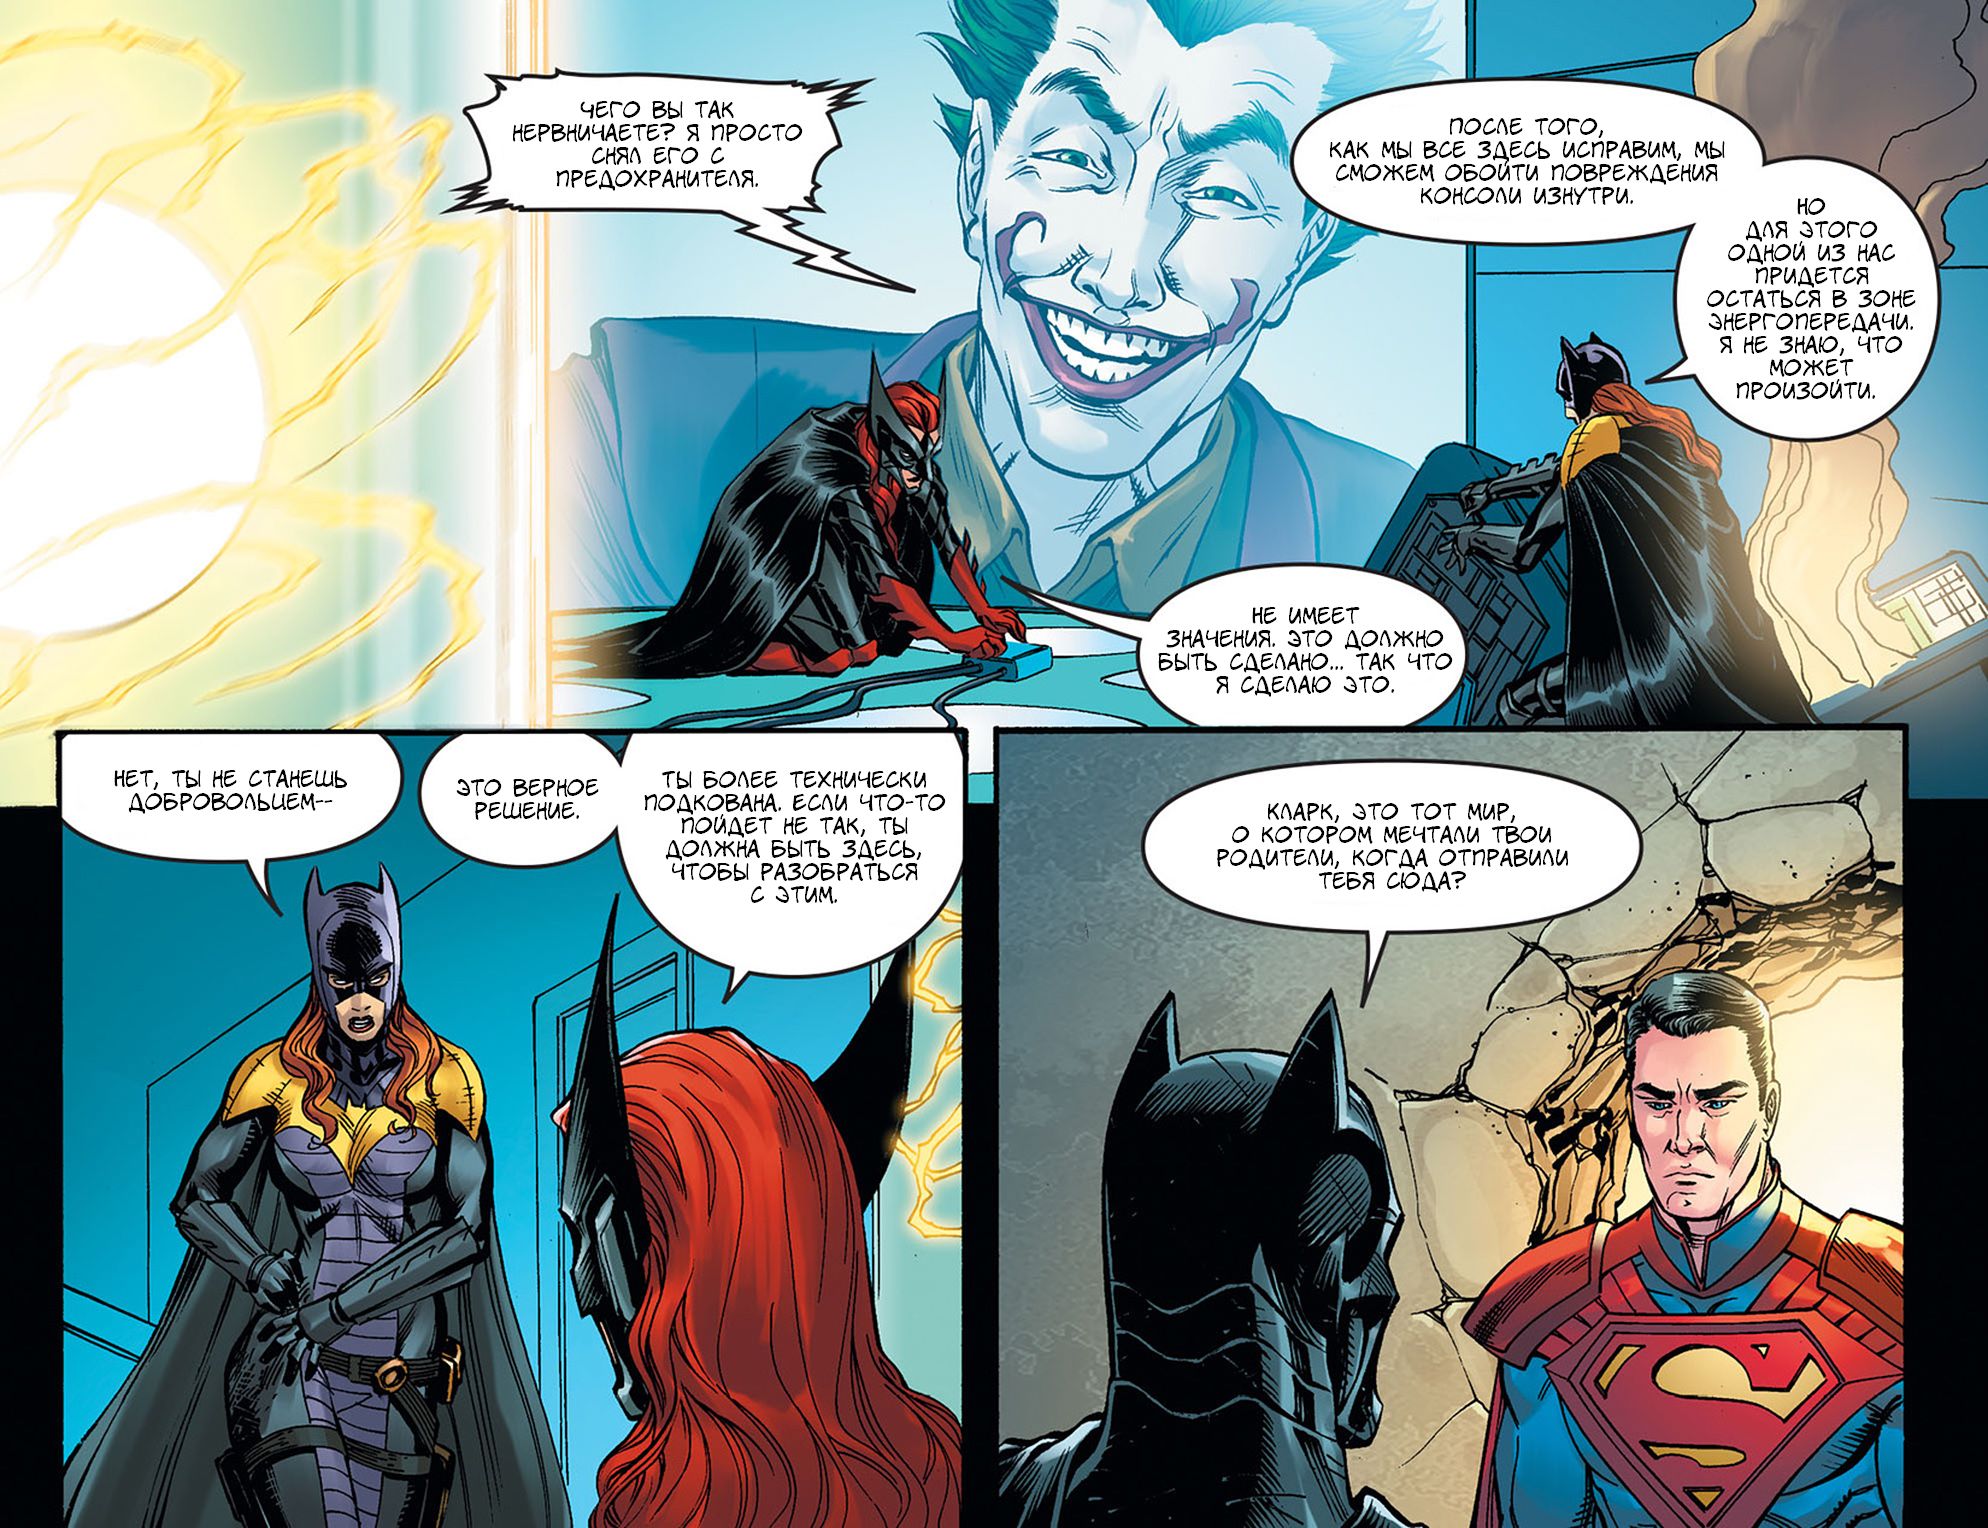 ЧЕГО ВЫ ТАК
НЕРВНИЧАЕТЕ? Я ПРОСТО
СНЯЛ ЕГО С
ПРЕДОХРАНИТЕЛЯ.
ПОСЛЕ ТОГО,
КАК МЫ ВСЕ ЗДЕСЬ ИСПРАВИМ, МЫ
СМОЖЕМ ОБОЙТИ ПОВРЕЖДЕНИЯ
КОНСОЛИ ИЗНУТРИ.
НО
ДЛЯ ЭТОГО
ОДНОЙ ИЗ НАС
ПРИДЕТСЯ
ОСТАТЬСЯ В ЗОНЕ
ЭНЕРГОПЕРЕДАЧИ.
Я НЕ ЗНАЮ, ЧТО
МОЖЕТ
ПРОИЗОЙТИ.
НЕ ИМЕЕТ
ЗНАЧЕНИЯ. ЭТО ДОЛЖНО
БЫТЬ СДЕЛАНО... ТАК ЧТО
Я СДЕЛАЮ ЭТО.
НЕТ, ТЫ НЕ СТАНЕШЬ
ДОБРОВОЛЬЦЕМ--
ЭТО ВЕРНОЕ
РЕШЕНИЕ.
ТЫ БОЛЕЕ ТЕХНИЧЕСКИ
ПОДКОВАНА. ЕСЛИ ЧТО-ТО
ПОЙДЕТ НЕ ТАК, ТЫ
ДОЛЖНА БЫТЬ ЗДЕСЬ,
ЧТОБЫ РАЗОБРАТЬСЯ
С ЭТИМ.
КЛАРК, ЭТО ТОТ МИР,
О КОТОРОМ МЕЧТАЛИ ТВОИ
РОДИТЕЛИ, КОГДА ОТПРАВИЛИ
ТЕБЯ СЮДА?